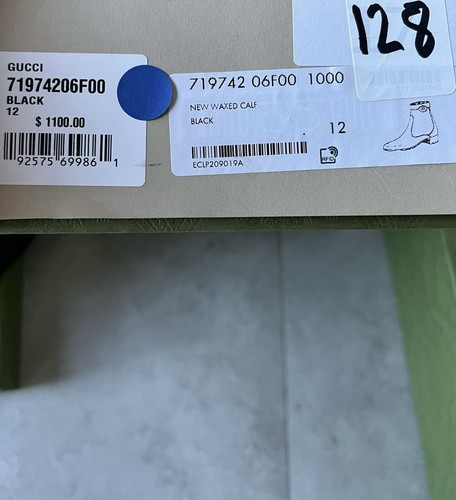 128
GUCCI
71974206F00
BLACK
12
$ 1100.00
92575 69986 1
719742 06F00 1000
NEW WAXED CALF
BLACK
12
ECLP209019A
RFID